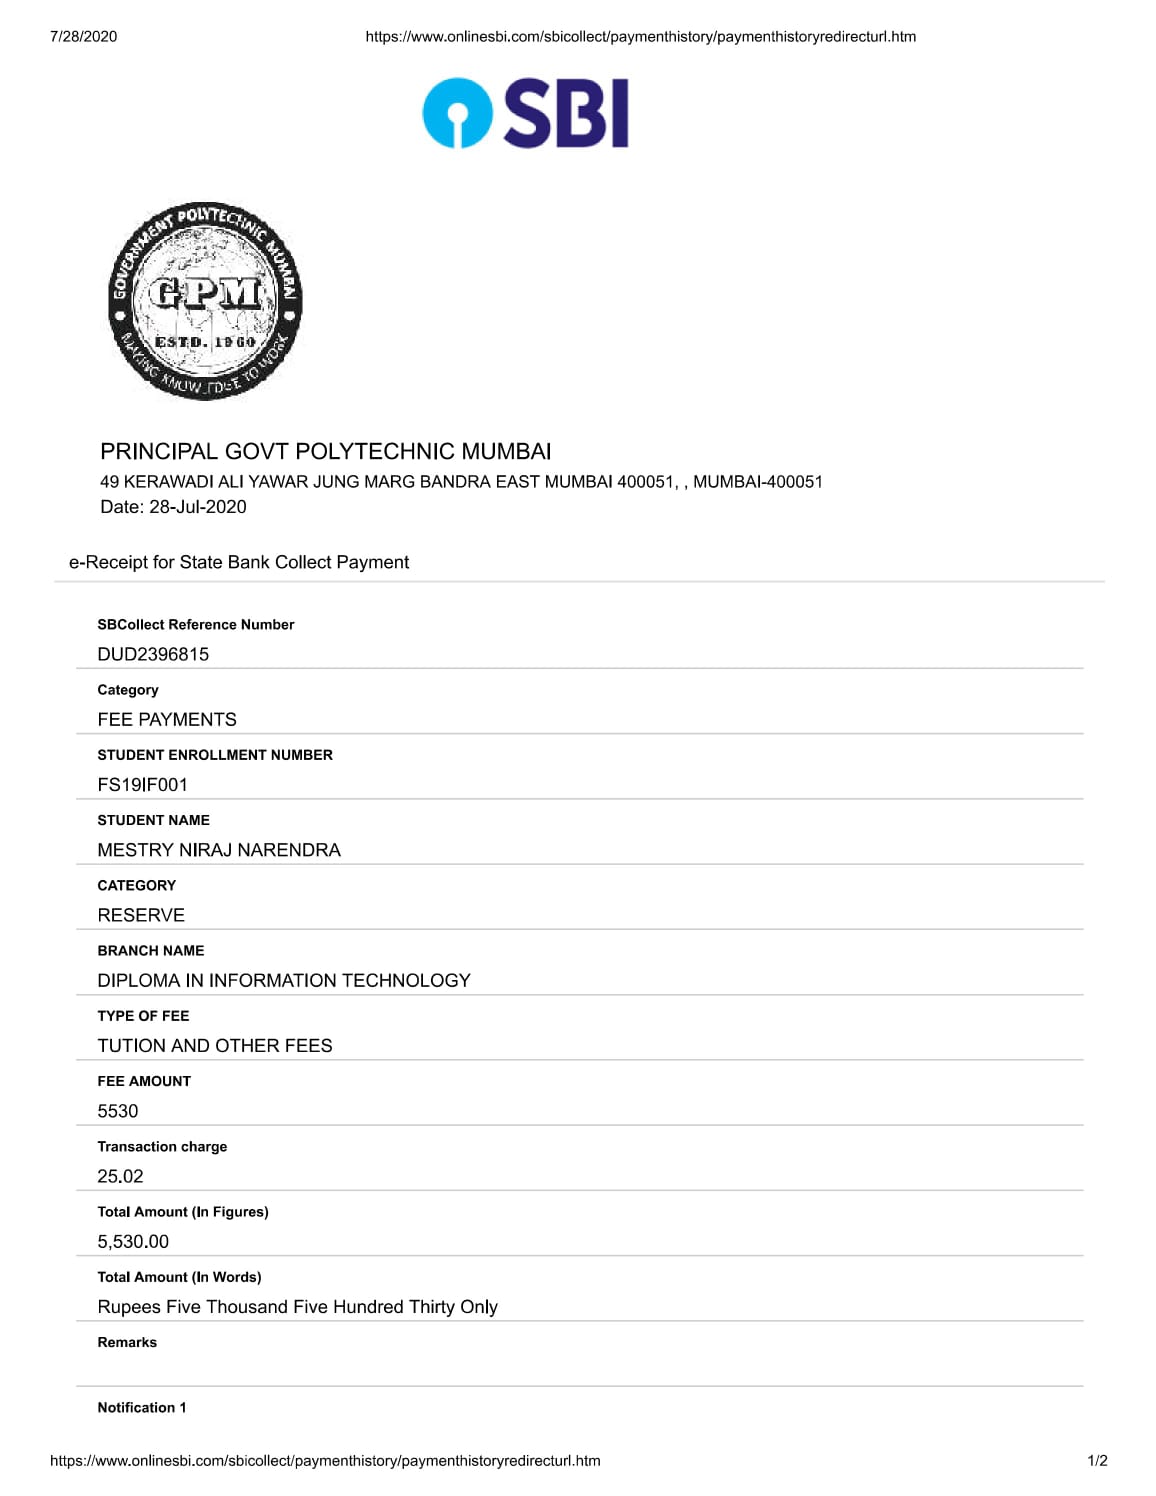 7/28/2020 https://www.onlinesbi.com/sbicollect/paymenthistory/paymenthistoryredirecturl.htm
SBI
GOVERNMENT POLYTECHNIC MUMBAI
GPM
ESTD. 1960
MAKING KNOWLEDGE TO WORK
PRINCIPAL GOVT POLYTECHNIC MUMBAI
49 KERAWADI ALI YAWAR JUNG MARG BANDRA EAST MUMBAI 400051, , MUMBAI-400051
Date: 28-Jul-2020
e-Receipt for State Bank Collect Payment
SBCollect Reference Number
DUD2396815
Category
FEE PAYMENTS
STUDENT ENROLLMENT NUMBER
FS19IF001
STUDENT NAME
MESTRY NIRAJ NARENDRA
CATEGORY
RESERVE
BRANCH NAME
DIPLOMA IN INFORMATION TECHNOLOGY
TYPE OF FEE
TUTION AND OTHER FEES
FEE AMOUNT
5530
Transaction charge
25.02
Total Amount (In Figures)
5,530.00
Total Amount (In Words)
Rupees Five Thousand Five Hundred Thirty Only
Remarks
Notification 1
https://www.onlinesbi.com/sbicollect/paymenthistory/paymenthistoryredirecturl.htm 1/2